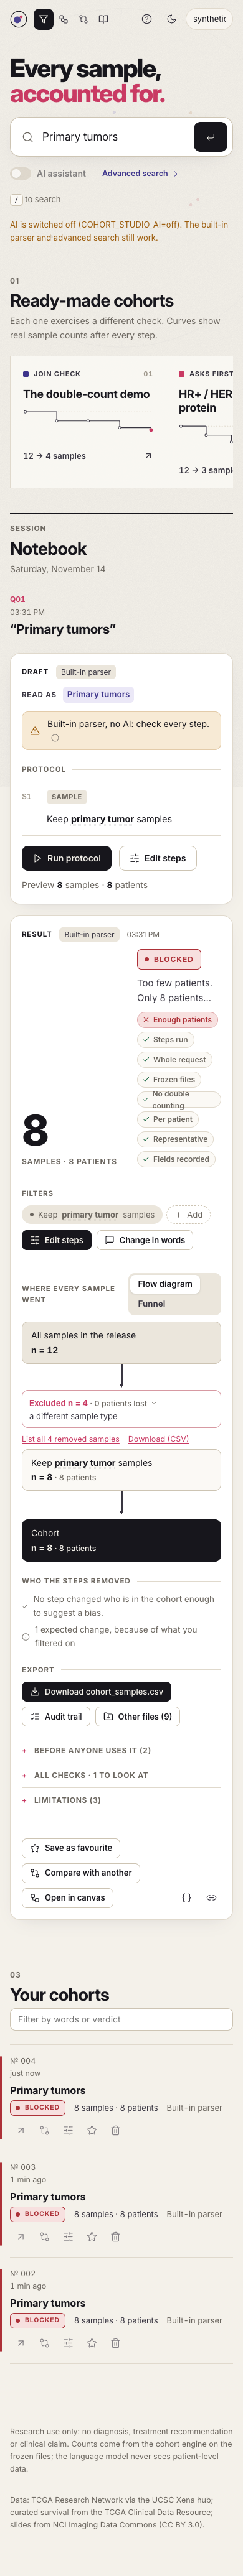 synthetic
Every sample,
accounted for.
Primary tumors
AI assistant
Advanced search →
/ to search
AI is switched off (COHORT_STUDIO_AI=off). The built-in
parser and advanced search still work.
01
Ready-made cohorts
Each one exercises a different check. Curves show
real sample counts after every step.
JOIN CHECK
01
The double-count demo
12 → 4 samples
ASKS FIRST
HR+ / HER
protein
12 → 3 sampl
SESSION
Notebook
Saturday, November 14
Q01
03:31 PM
“Primary tumors”
DRAFT
Built-in parser
READ AS
Primary tumors
Built-in parser, no AI: check every step.
PROTOCOL
S1
SAMPLE
Keep primary tumor samples
Run protocol
Edit steps
Preview 8 samples · 8 patients
RESULT
Built-in parser
03:31 PM
BLOCKED
Too few patients.
Only 8 patients...
Enough patients
Steps run
Whole request
Frozen files
No double
counting
Per patient
Representative
Fields recorded
8
SAMPLES · 8 PATIENTS
FILTERS
Keep primary tumor samples
+ Add
Edit steps
Change in words
WHERE EVERY SAMPLE
WENT
Flow diagram
Funnel
All samples in the release
n = 12
Excluded n = 4 · 0 patients lost
a different sample type
List all 4 removed samples
Download (CSV)
Keep primary tumor samples
n = 8 · 8 patients
Cohort
n = 8 · 8 patients
WHO THE STEPS REMOVED
No step changed who is in the cohort enough
to suggest a bias.
1 expected change, because of what you
filtered on
EXPORT
Download cohort_samples.csv
Audit trail
Other files (9)
+ BEFORE ANYONE USES IT (2)
+ ALL CHECKS · 1 TO LOOK AT
+ LIMITATIONS (3)
Save as favourite
Compare with another
Open in canvas
{ }
03
Your cohorts
Filter by words or verdict
№ 004
just now
Primary tumors
BLOCKED
8 samples · 8 patients
Built-in parser
№ 003
1 min ago
Primary tumors
BLOCKED
8 samples · 8 patients
Built-in parser
№ 002
1 min ago
Primary tumors
BLOCKED
8 samples · 8 patients
Built-in parser
Research use only: no diagnosis, treatment recommendation
or clinical claim. Counts come from the cohort engine on the
frozen files; the language model never sees patient-level
data.
Data: TCGA Research Network via the UCSC Xena hub;
curated survival from the TCGA Clinical Data Resource;
slides from NCI Imaging Data Commons (CC BY 3.0).